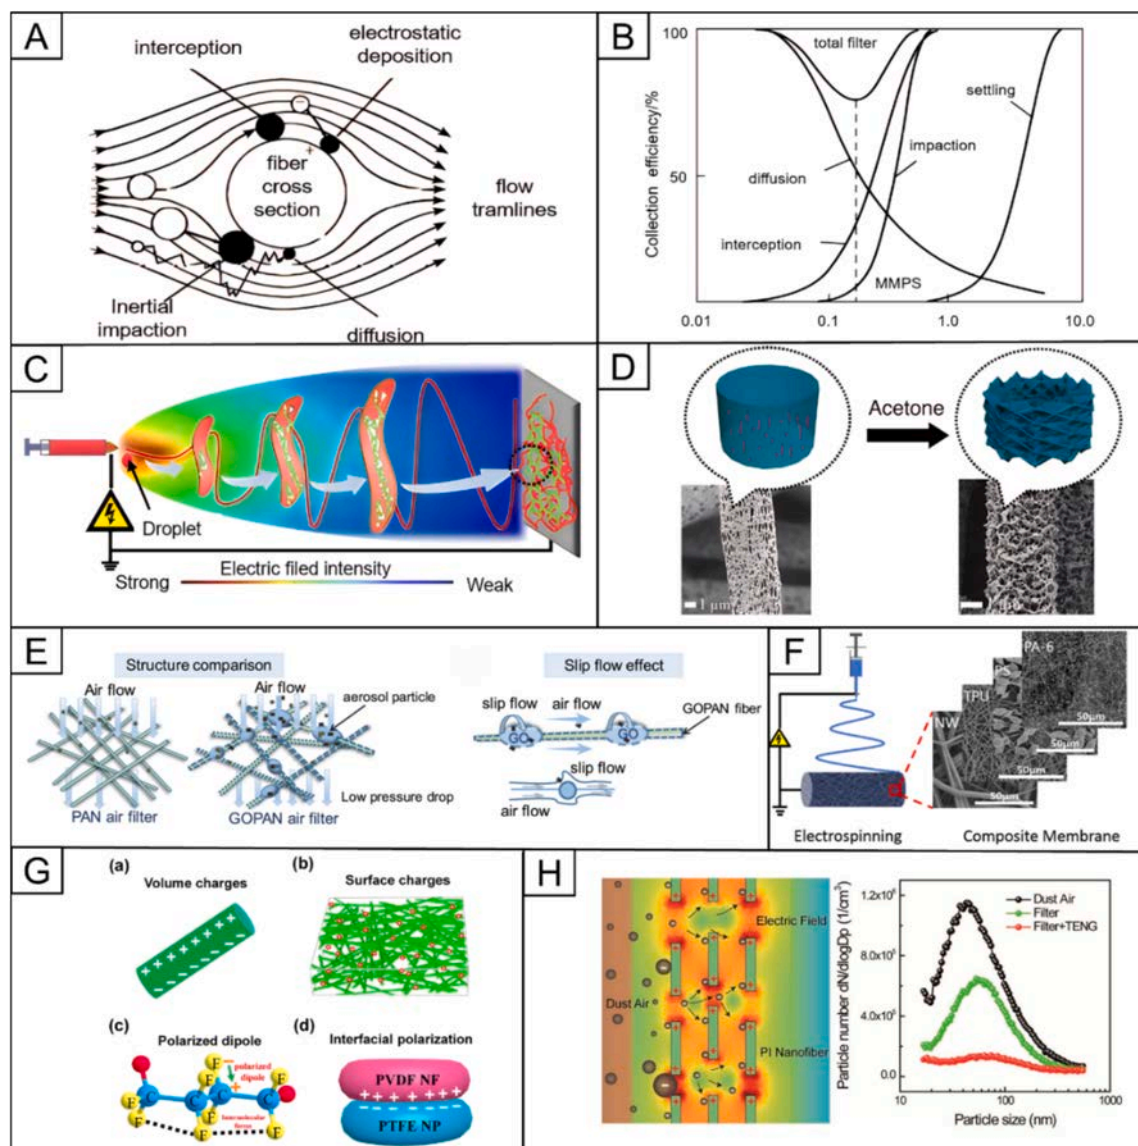 A
interception
electrostatic
deposition
+
fiber
cross
section
flow
tramlines
Inertial
impaction
diffusion
B
Collection efficiency/%
100
50
total filter
settling
impaction
diffusion
interception
MMPS
0.01
0.1
1.0
10.0
C
Droplet
Electric filed intensity
Strong
Weak
D
Acetone
1 μm
E
Structure comparison
Slip flow effect
Air flow
Air flow
aerosol particle
Low pressure drop
PAN air filter
GOPAN air filter
slip flow
air flow
GO
GO
GOPAN fiber
slip flow
air flow
F
NW
TPU
PS
PA-6
50μm
50μm
50μm
50μm
Electrospinning
Composite Membrane
G
(a)
Volume charges
(b)
Surface charges
(c)
Polarized dipole
polarized
dipole
F F F F F F F
C C C C
(d)
Interfacial polarization
PVDF NF
PTFE NP
H
Electric Field
Dust Air
PI Nanofiber
Particle number dN/dlogDp (1/cm³)
Dust Air
Filter
Filter+TENG
0.0
10
100
1000
Particle size (nm)